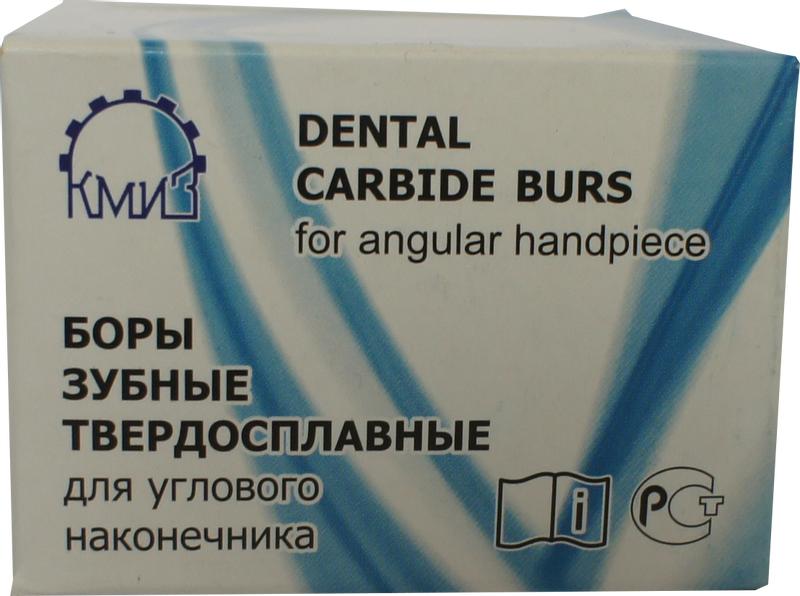 КМИЗ
DENTAL
CARBIDE BURS
for angular handpiece
БОРЫ
ЗУБНЫЕ
ТВЕРДОСПЛАВНЫЕ
для углового
наконечника
i
РСТ